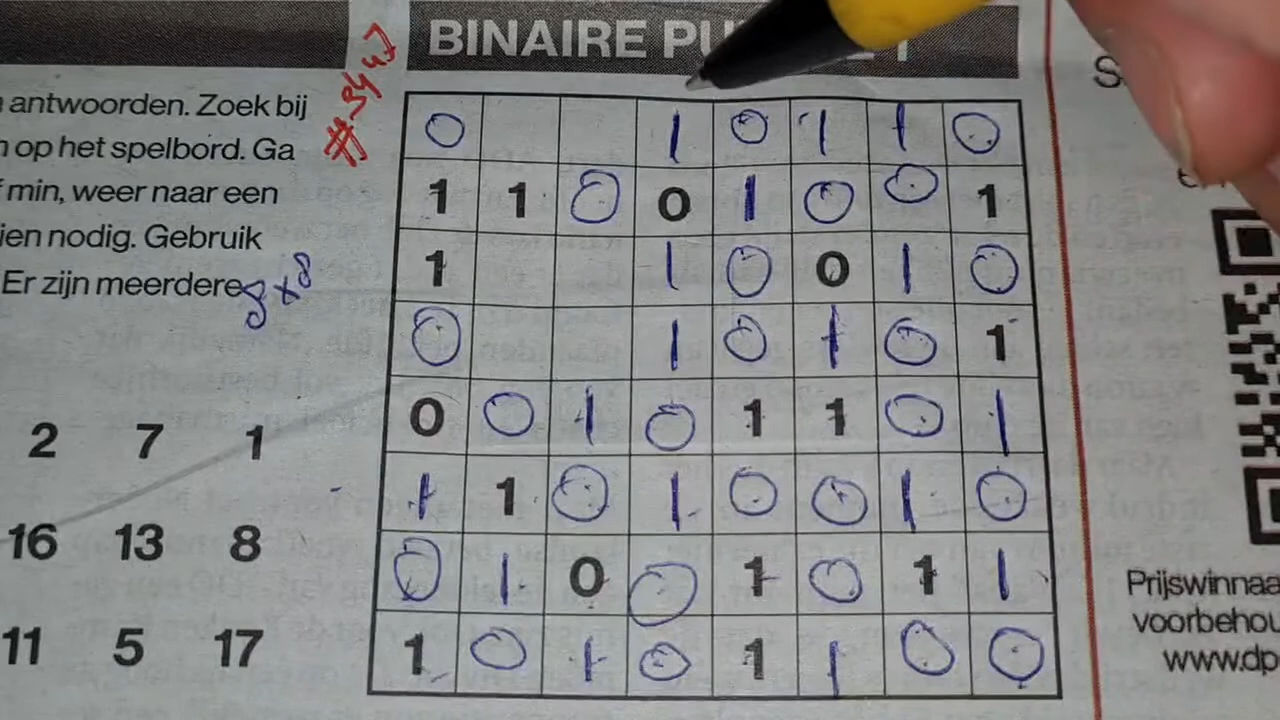 BINAIRE PU
#3447
antwoorden. Zoek bij
op het spelbord. Ga
min, weer naar een
nodig. Gebruik
Er zijn meerdere
8x8
0 1 0 1 1 0
1 1 0 0 1 0 0 1
1 1 0 0 1 0
0 1 0 1 0 1
0 0 1 0 1 1 0 1
1 1 0 1 0 0 1 0
0 1 0 0 1 0 1 1
1 0 1 0 1 1 0 0
2 7 1
16 13 8
11 5 17
Prijswinnaa
voorbehou
www.dp